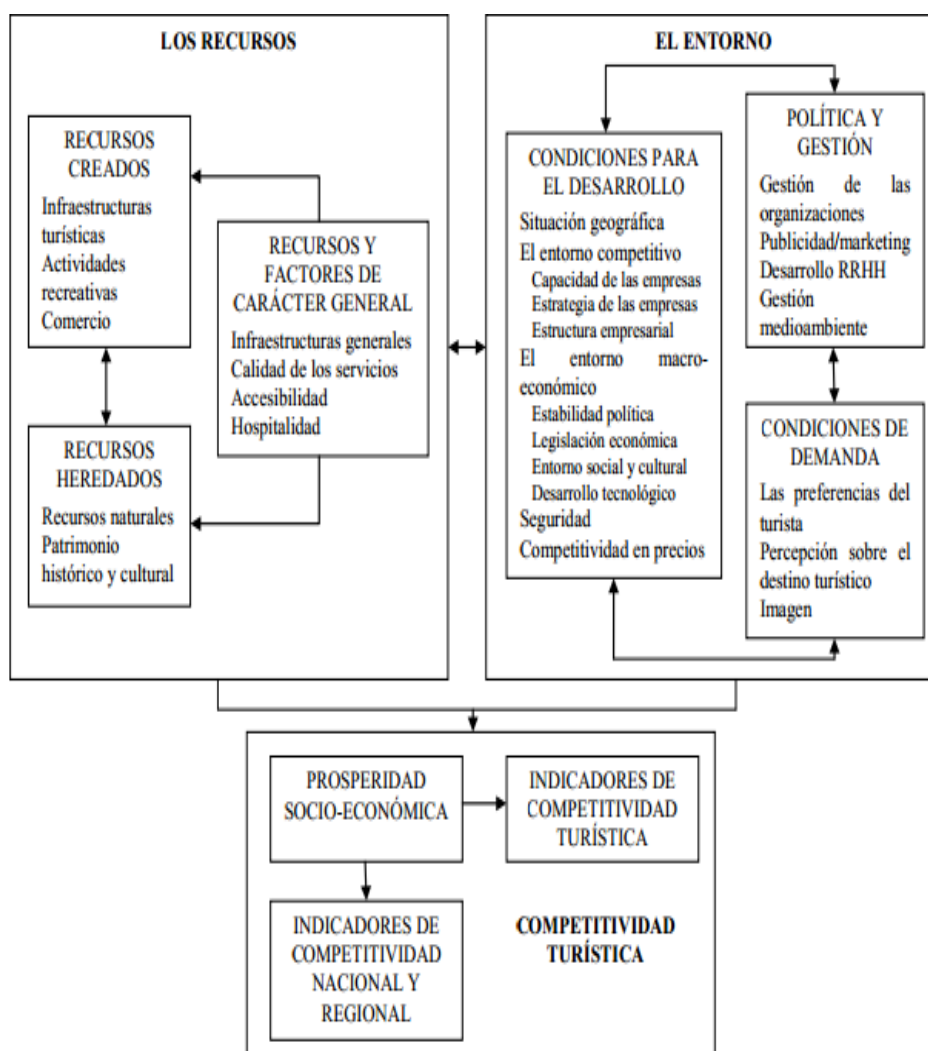 LOS RECURSOS
RECURSOS
CREADOS
Infraestructuras
turísticas
Actividades
recreativas
Comercio
RECURSOS Y
FACTORES DE
CARÁCTER GENERAL
Infraestructuras generales
Calidad de los servicios
Accesibilidad
Hospitalidad
RECURSOS
HEREDADOS
Recursos naturales
Patrimonio
histórico y cultural
EL ENTORNO
CONDICIONES PARA
EL DESARROLLO
Situación geográfica
El entorno competitivo
Capacidad de las empresas
Estrategia de las empresas
Estructura empresarial
El entorno macro-
económico
Estabilidad política
Legislación económica
Entorno social y cultural
Desarrollo tecnológico
Seguridad
Competitividad en precios
POLÍTICA Y
GESTIÓN
Gestión de las
organizaciones
Publicidad/marketing
Desarrollo RRHH
Gestión
medioambiente
CONDICIONES DE
DEMANDA
Las preferencias del
turista
Percepción sobre el
destino turístico
Imagen
PROSPERIDAD
SOCIO-ECONÓMICA
INDICADORES DE
COMPETITIVIDAD
TURÍSTICA
INDICADORES DE
COMPETITIVIDAD
NACIONAL Y
REGIONAL
COMPETITIVIDAD
TURÍSTICA